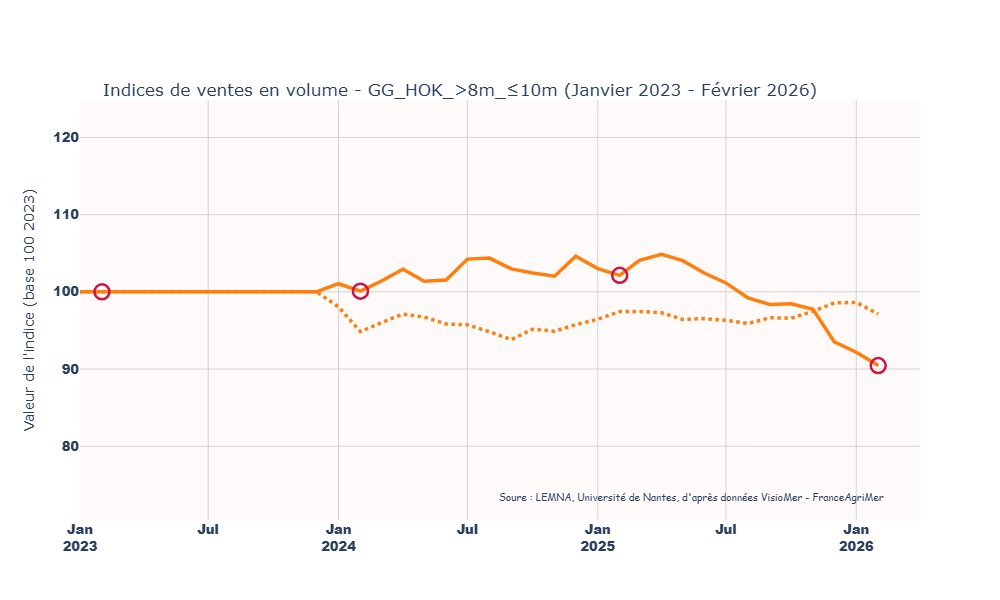 Indices de ventes en volume - GG_HOK_>8m_≤10m (Janvier 2023 - Février 2026)
Valeur de l'indice (base 100 2023)
120
110
100
90
80
Soure : LEMNA, Université de Nantes, d'après données VisioMer - FranceAgriMer
Jan
2023
Jul
Jan
2024
Jul
Jan
2025
Jul
Jan
2026